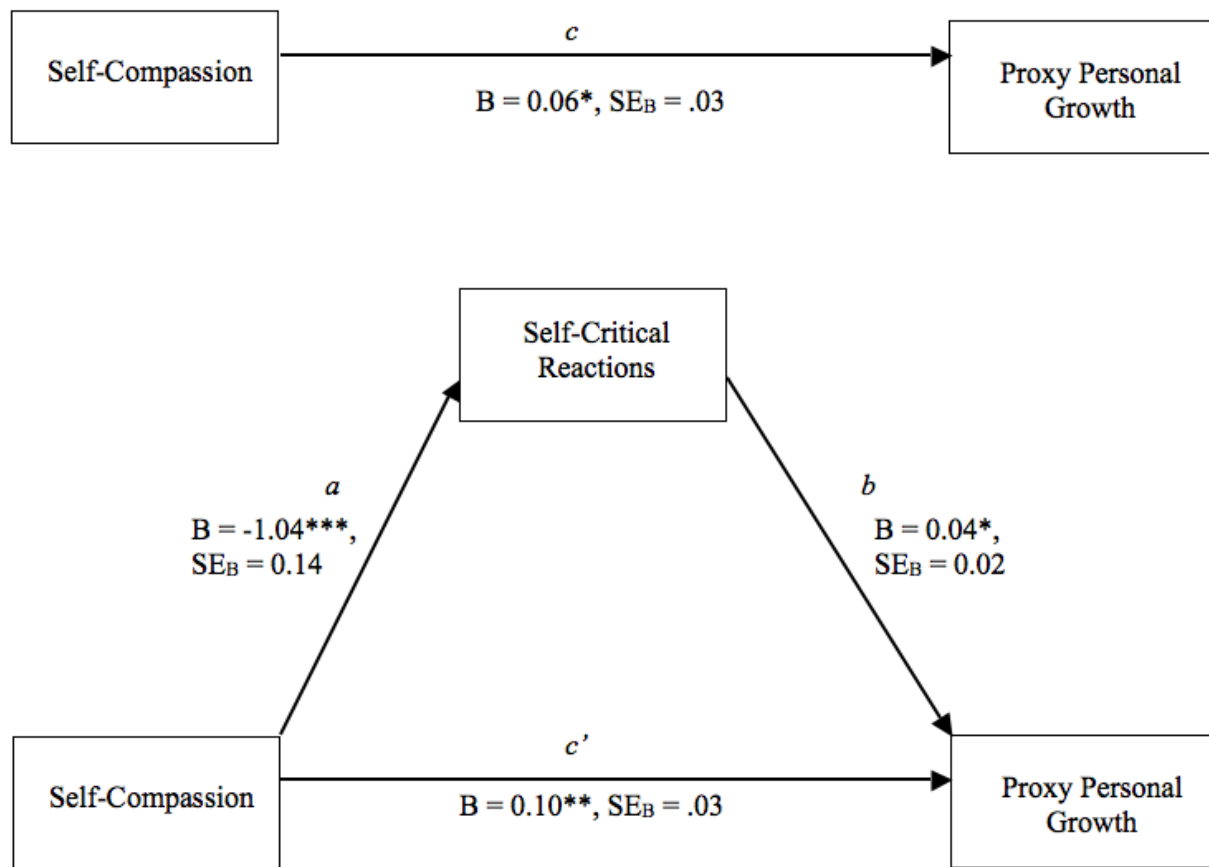 Self-Compassion
c
B = 0.06*, SEB = .03
Proxy Personal
Growth
Self-Critical
Reactions
a
B = -1.04***,
SEB = 0.14
b
B = 0.04*,
SEB = 0.02
Self-Compassion
c’
B = 0.10**, SEB = .03
Proxy Personal
Growth